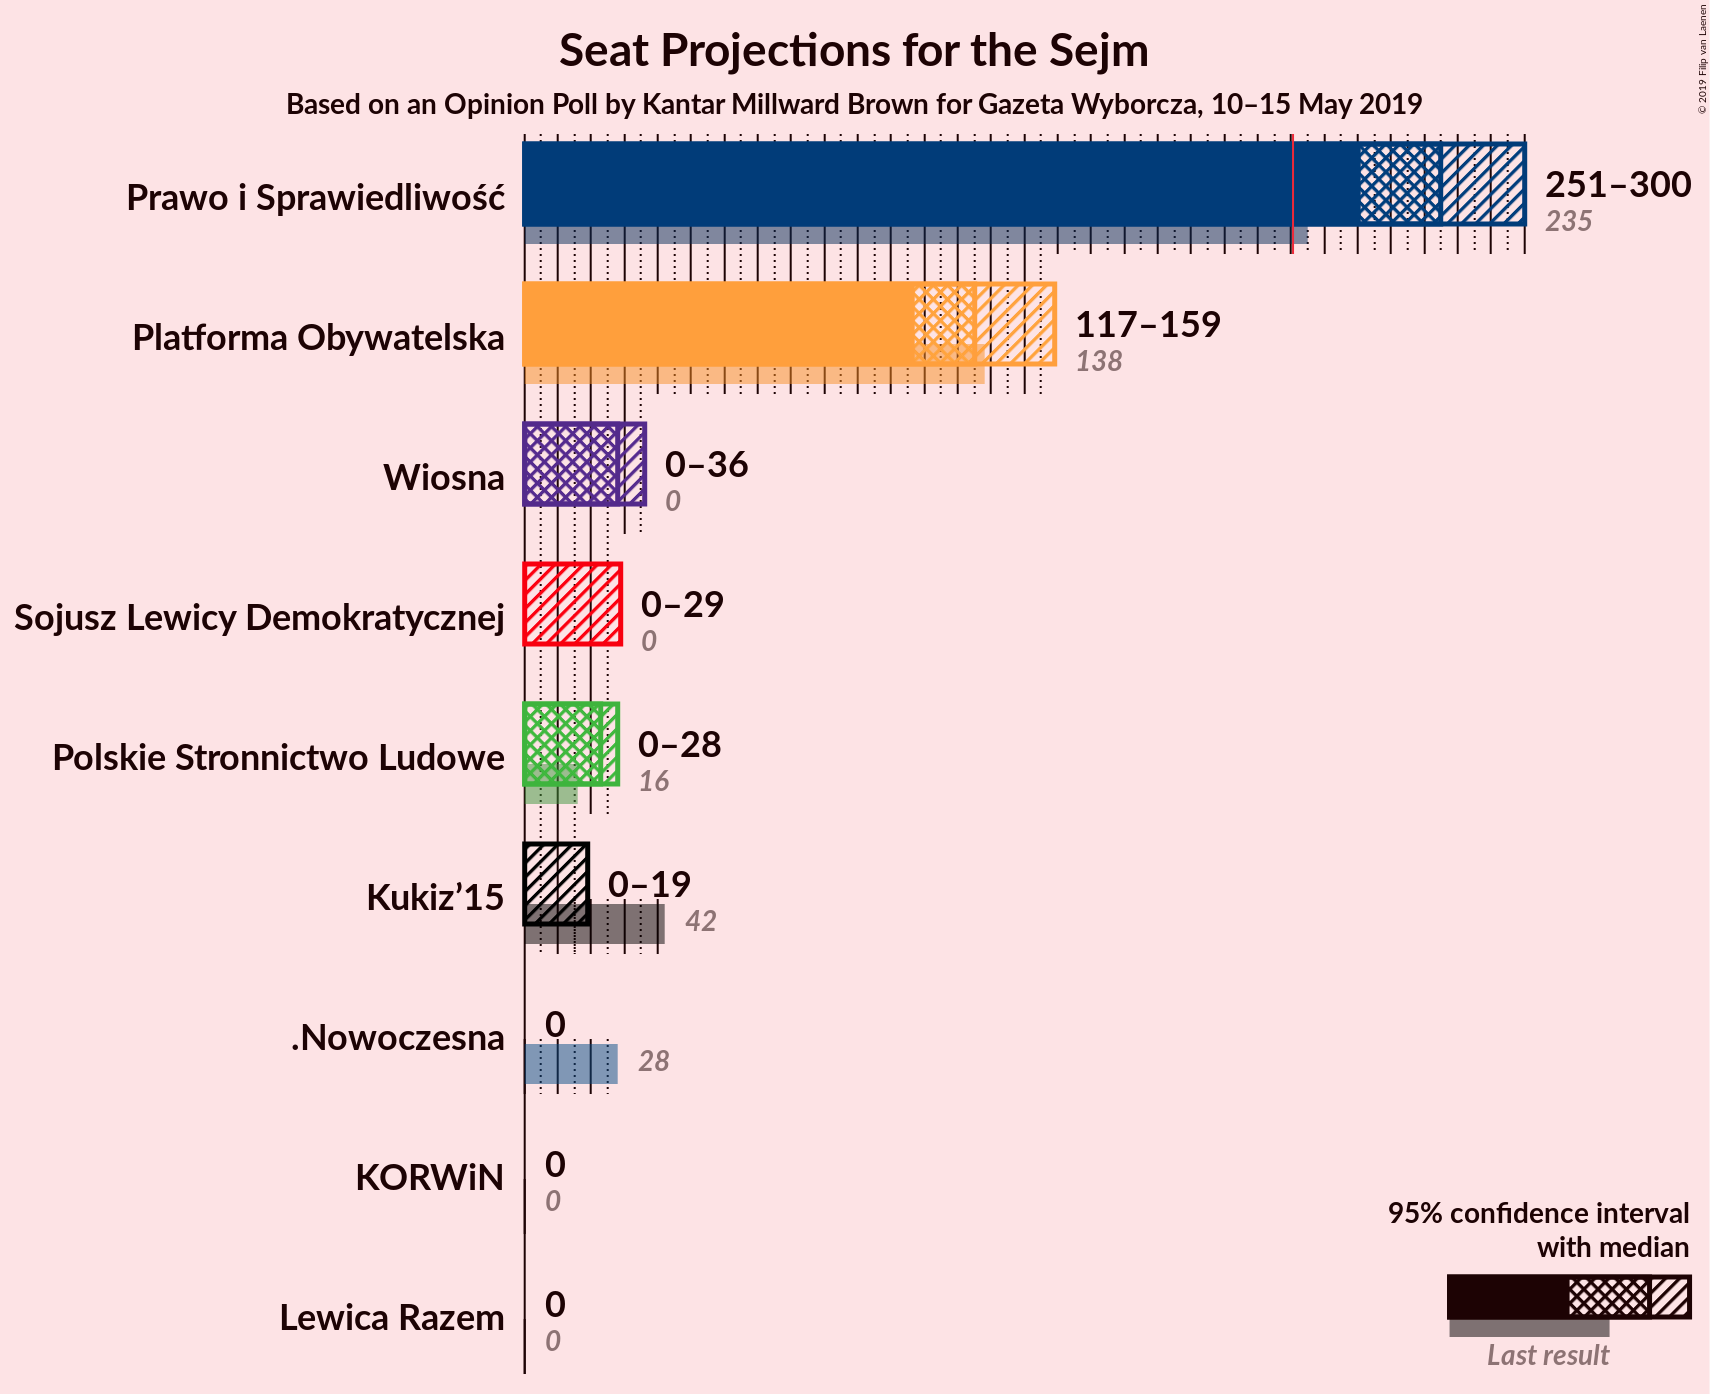 Seat Projections for the Sejm
Based on an Opinion Poll by Kantar Millward Brown for Gazeta Wyborcza, 10–15 May 2019
© 2019 Filip van Laenen
Prawo i Sprawiedliwość
251–300
235
Platforma Obywatelska
117–159
138
Wiosna
0–36
0
Sojusz Lewicy Demokratycznej
0–29
0
Polskie Stronnictwo Ludowe
0–28
16
Kukiz’15
0–19
42
.Nowoczesna
0
28
KORWiN
0
0
Lewica Razem
0
0
95% confidence interval
with median
Last result